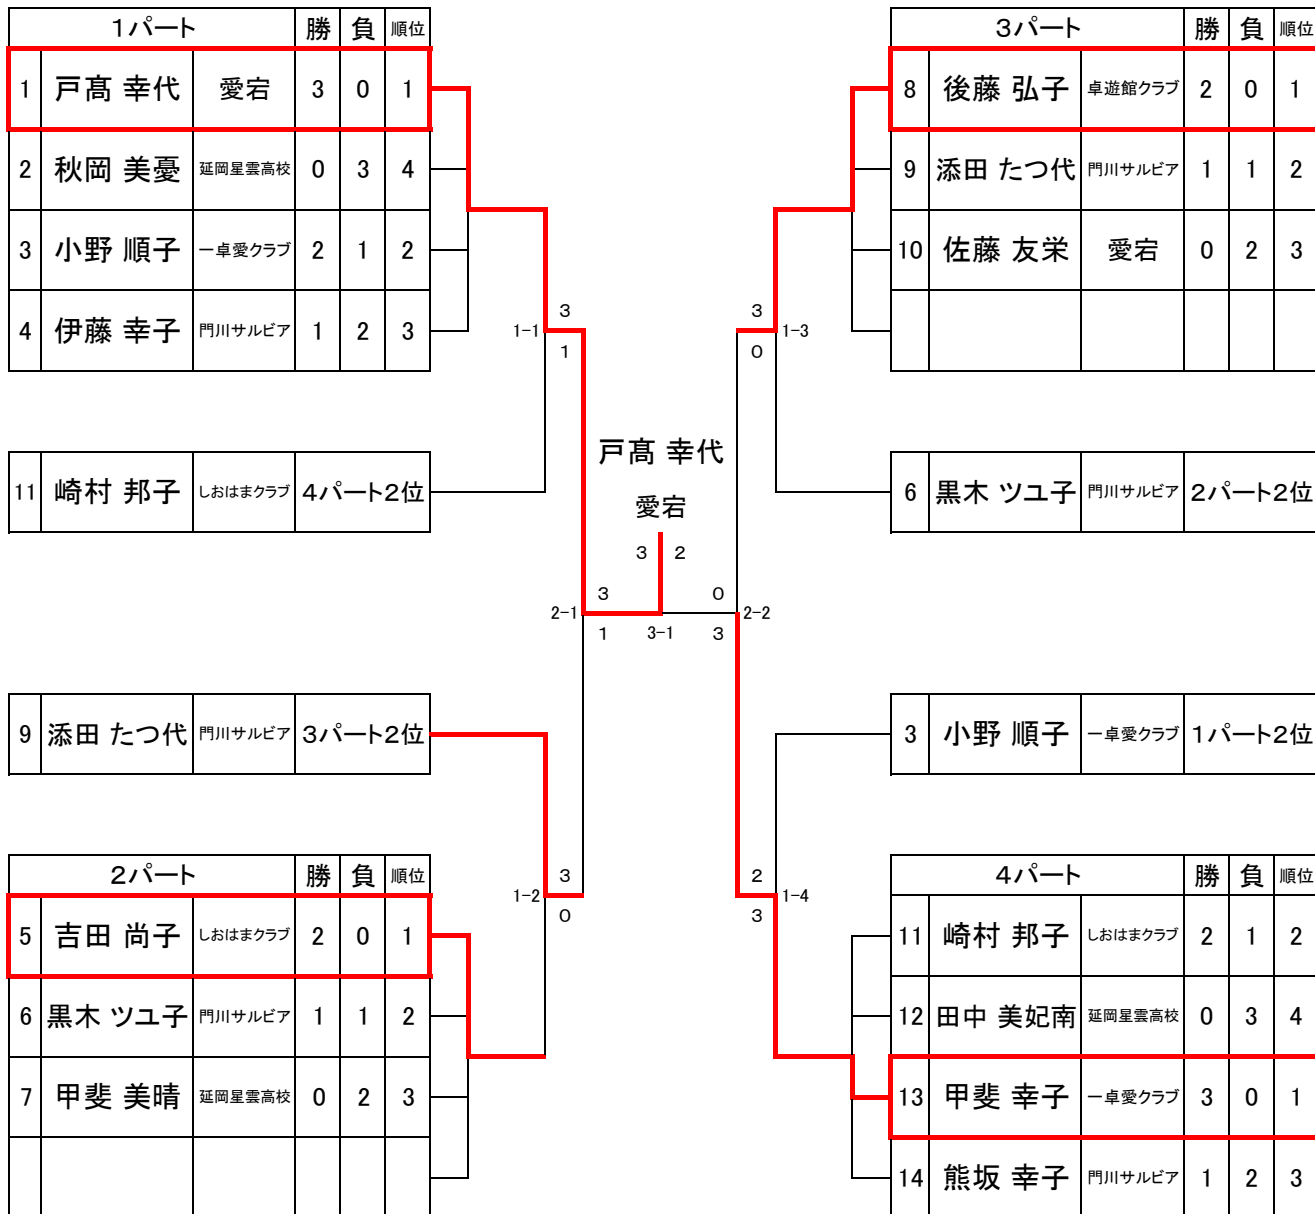 1パート 勝 負 順位
1 戸髙 幸代 愛宕 3 0 1
2 秋岡 美憂 延岡星雲高校 0 3 4
3 小野 順子 一卓愛クラブ 2 1 2
4 伊藤 幸子 門川サルビア 1 2 3
3パート 勝 負 順位
8 後藤 弘子 卓遊館クラブ 2 0 1
9 添田 たつ代 門川サルビア 1 1 2
10 佐藤 友栄 愛宕 0 2 3
3
1-1
1
3
1-3
0
11 崎村 邦子 しおはまクラブ 4パート2位
戸髙 幸代
愛宕
6 黒木 ツユ子 門川サルビア 2パート2位
3 2
3 0
2-1 2-2
1 3-1 3
9 添田 たつ代 門川サルビア 3パート2位
3 小野 順子 一卓愛クラブ 1パート2位
2パート 勝 負 順位
5 吉田 尚子 しおはまクラブ 2 0 1
6 黒木 ツユ子 門川サルビア 1 1 2
7 甲斐 美晴 延岡星雲高校 0 2 3
3
1-2
0
2
1-4
3
4パート 勝 負 順位
11 崎村 邦子 しおはまクラブ 2 1 2
12 田中 美妃南 延岡星雲高校 0 3 4
13 甲斐 幸子 一卓愛クラブ 3 0 1
14 熊坂 幸子 門川サルビア 1 2 3